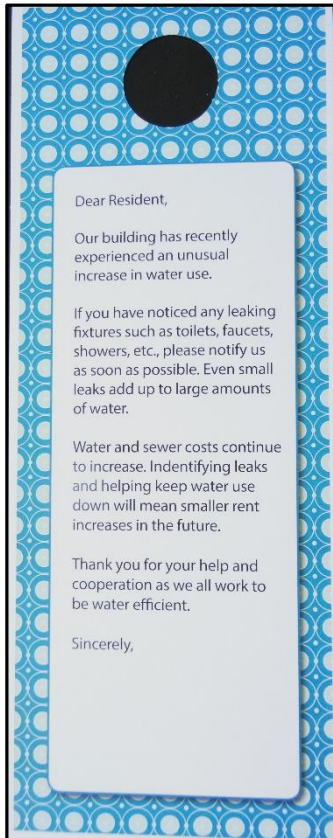 Dear Resident,
Our building has recently
experienced an unusual
increase in water use.
If you have noticed any leaking
fixtures such as toilets, faucets,
showers, etc., please notify us
as soon as possible. Even small
leaks add up to large amounts
of water.
Water and sewer costs continue
to increase. Indentifying leaks
and helping keep water use
down will mean smaller rent
increases in the future.
Thank you for your help and
cooperation as we all work to
be water efficient.
Sincerely,